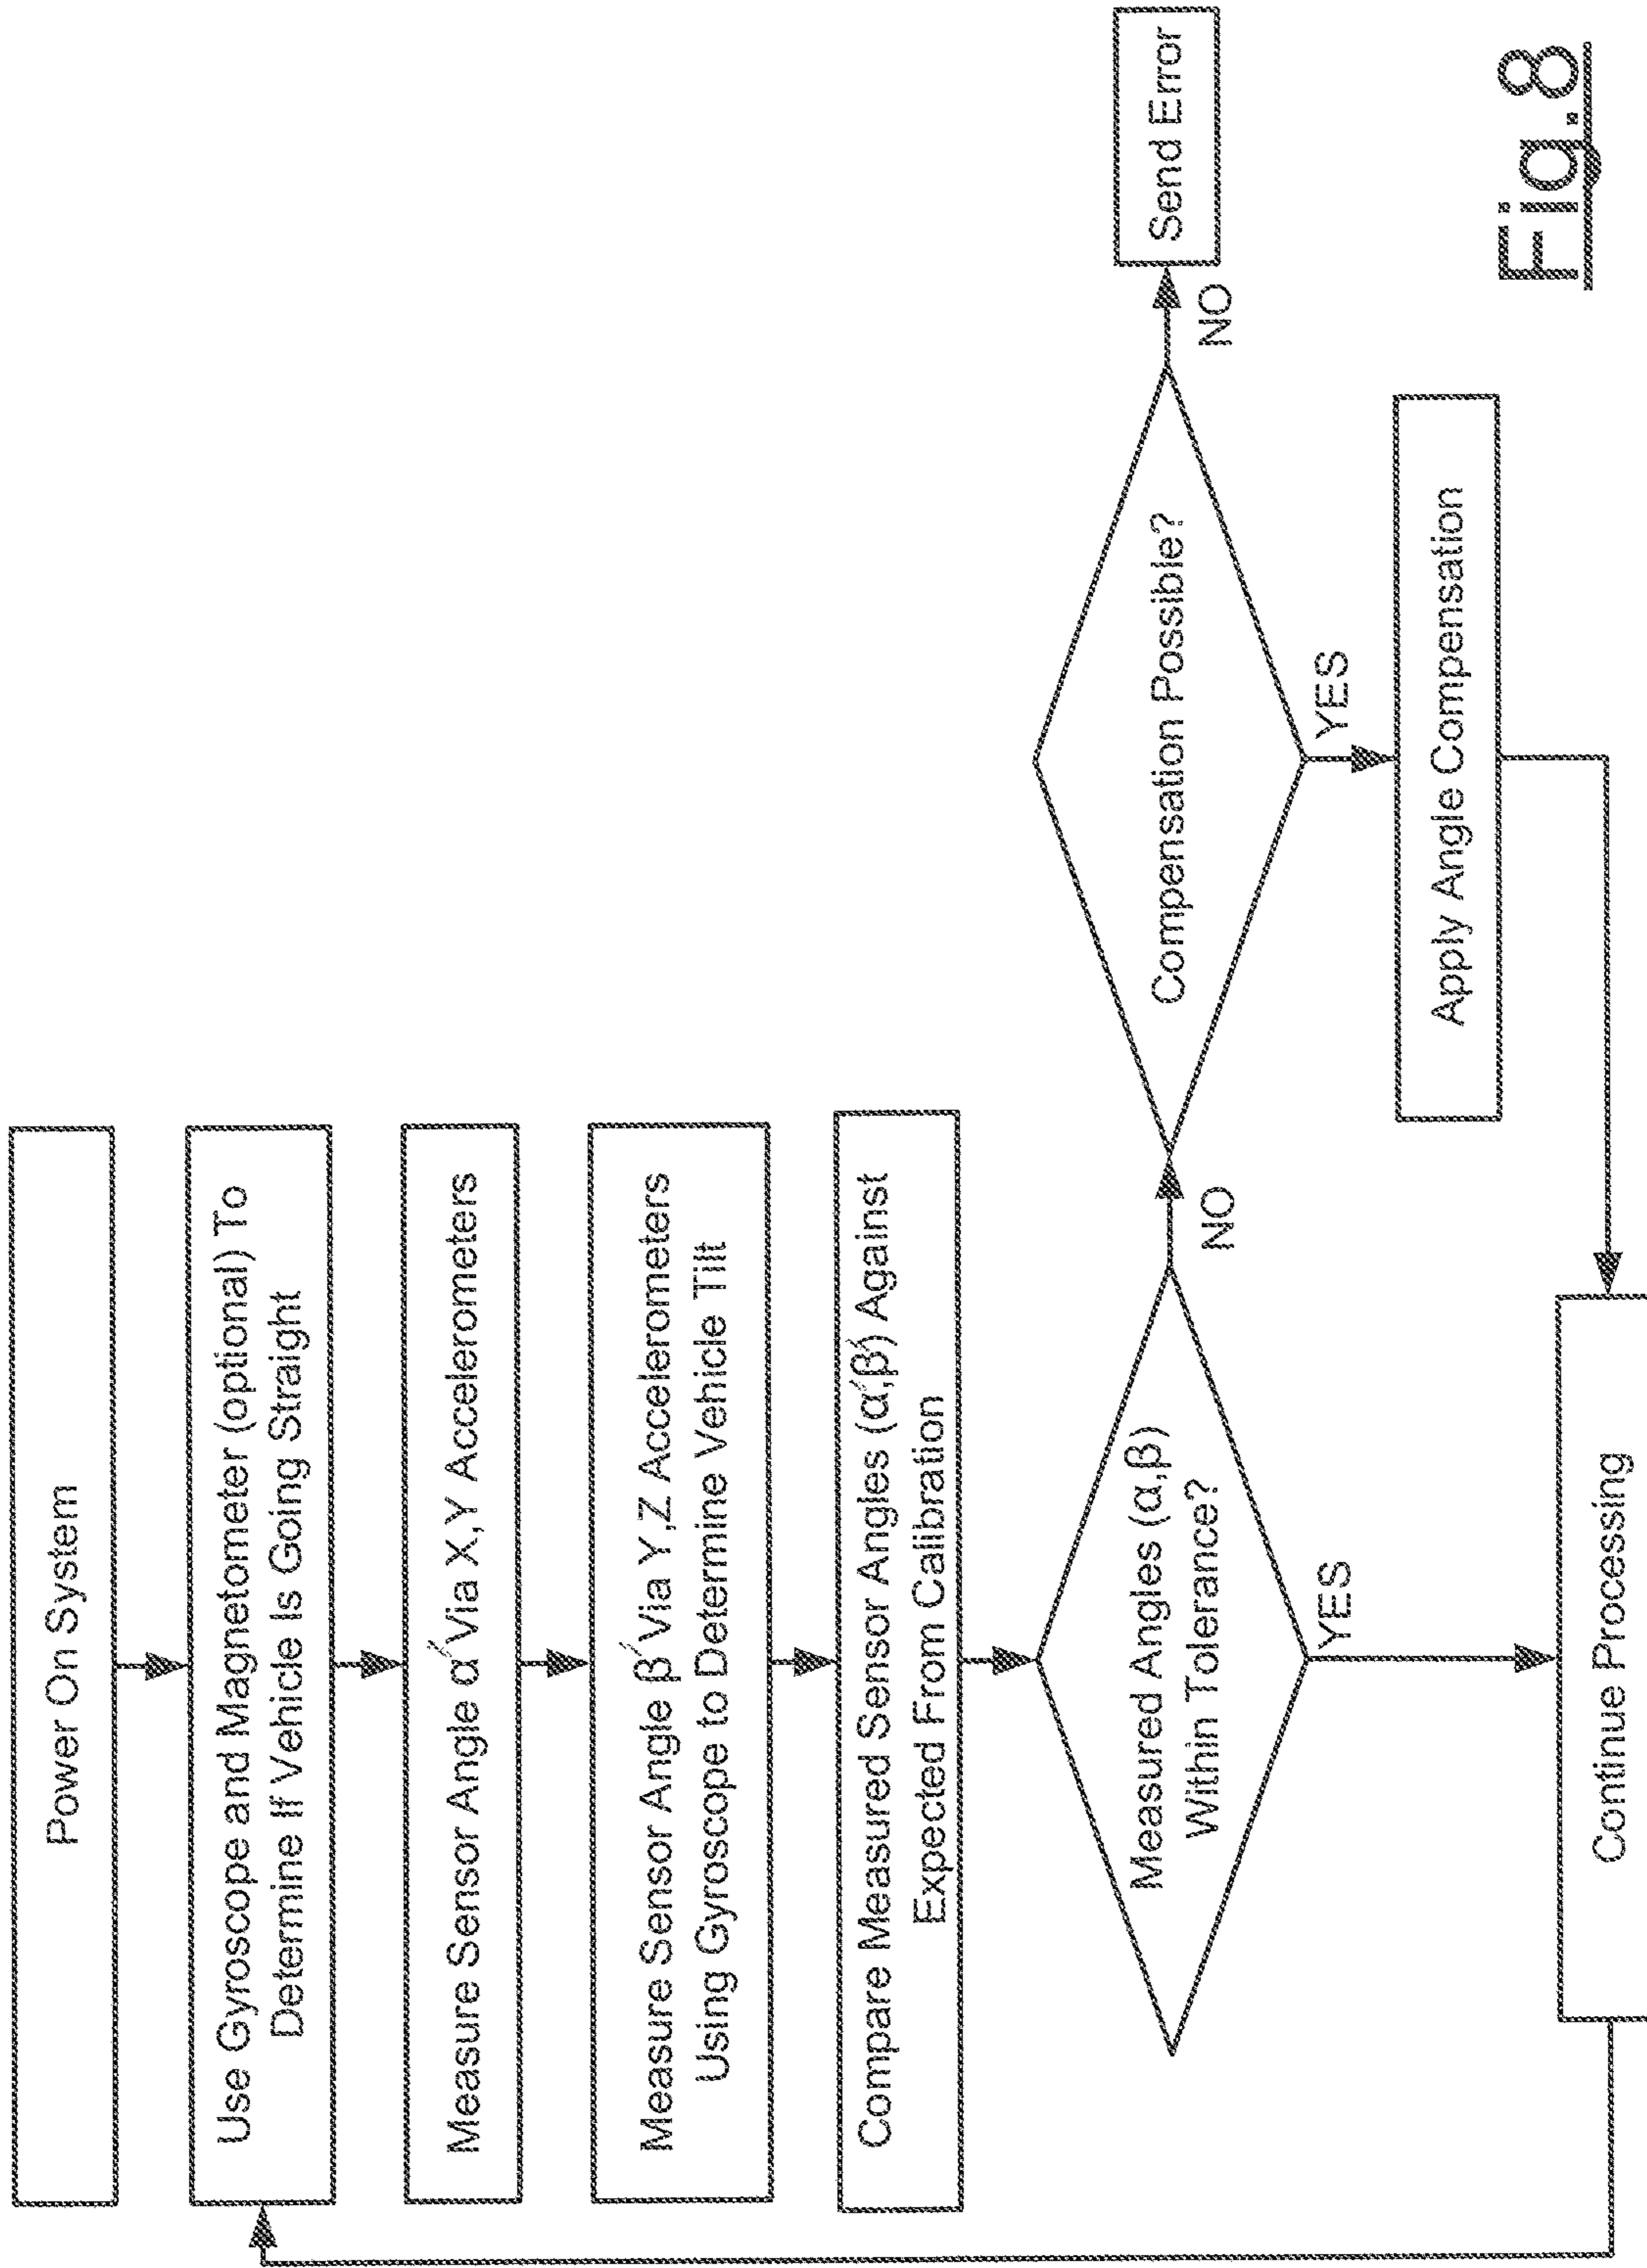 Power On System
Use Gyroscope and Magnetometer (optional) To
Determine If Vehicle Is Going Straight
Measure Sensor Angle α′ Via X,Y Accelerometers
Measure Sensor Angle β′ Via Y,Z Accelerometers
Using Gyroscope to Determine Vehicle Tilt
Compare Measured Sensor Angles (α′,β′) Against
Expected From Calibration
Measured Angles (α,β)
Within Tolerance?
NO
YES
Compensation Possible?
NO
Send Error
YES
Apply Angle Compensation
Continue Processing
Fig.8